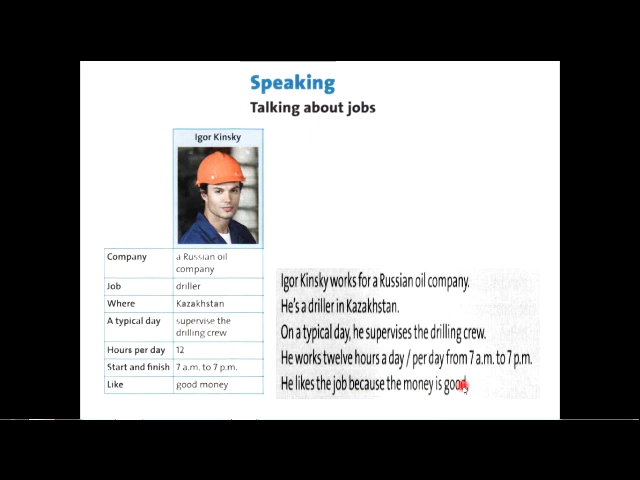 Speaking
Talking about jobs
Igor Kinsky
Company a Russian oil
company
Job driller
Where Kazakhstan
A typical day supervise the
drilling crew
Hours per day 12
Start and finish 7 a.m. to 7 p.m.
Like good money
Igor Kinsky works for a Russian oil company.
He's a driller in Kazakhstan.
On a typical day, he supervises the drilling crew.
He works twelve hours a day / per day from 7 a.m. to 7 p.m.
He likes the job because the money is good.